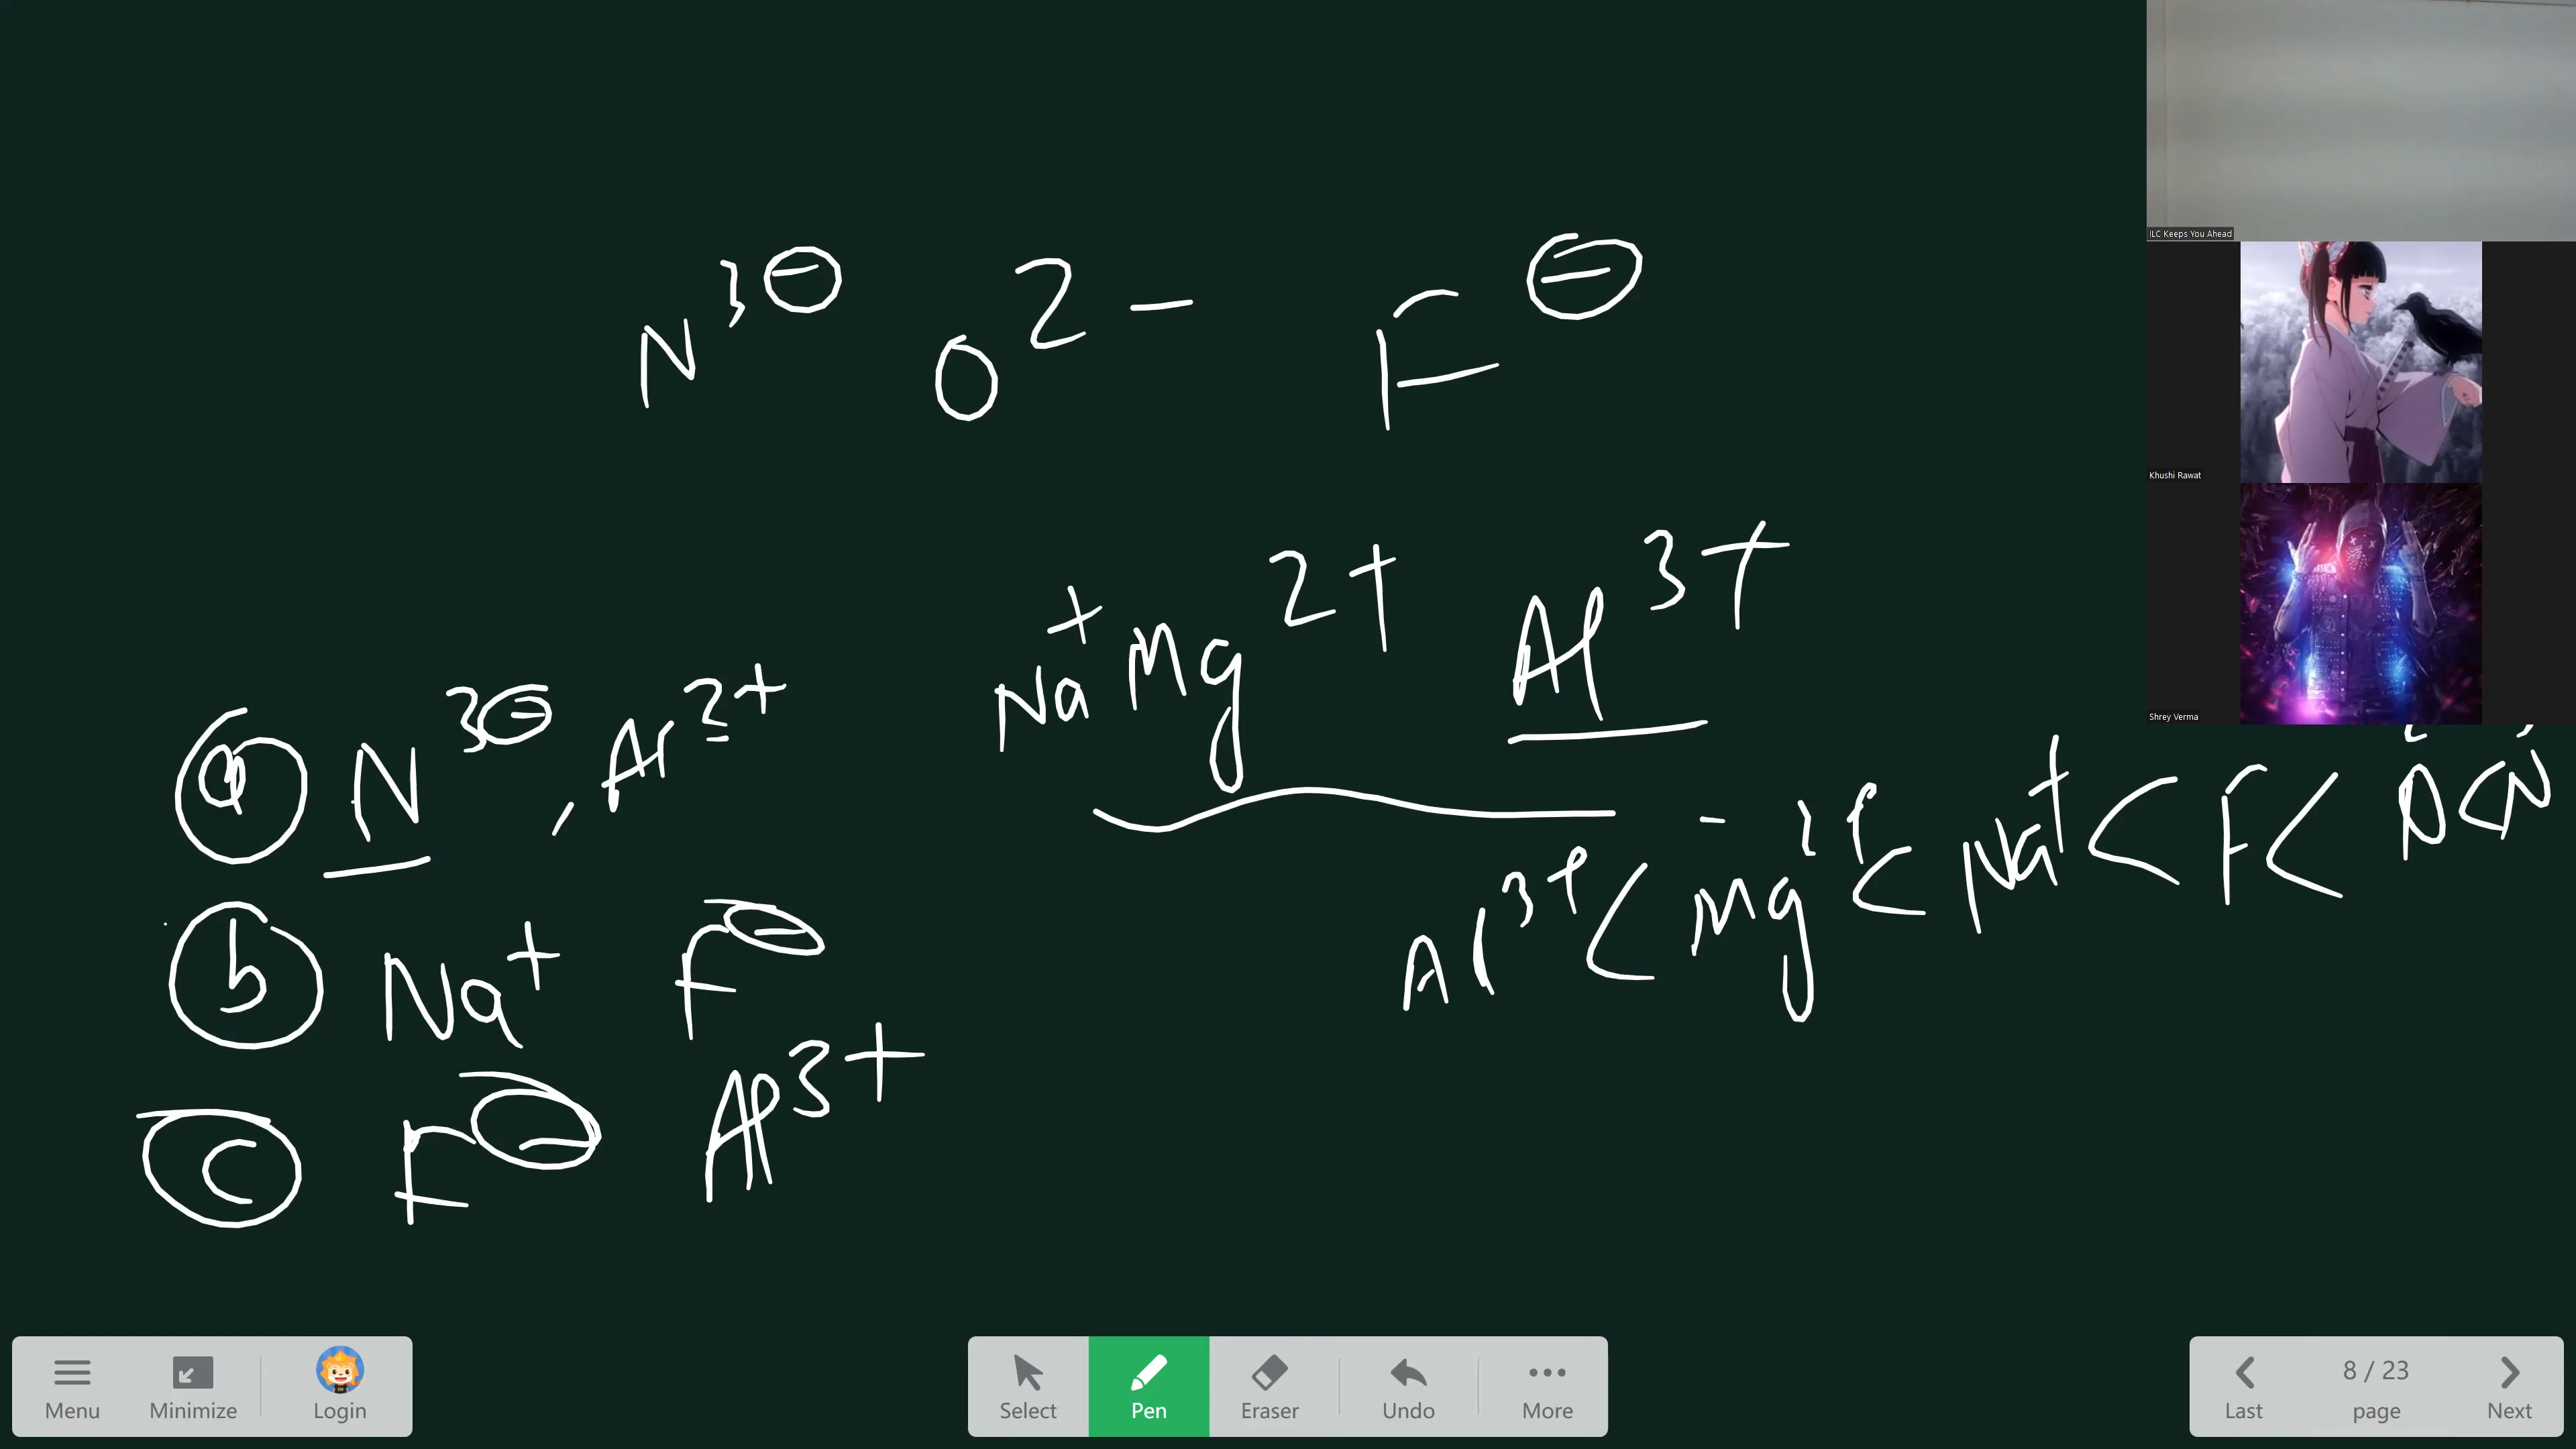 ILC Keeps You Ahead
N³⁻ O²⁻ F⁻
Khushi Rawat
Na⁺ Mg²⁺ Al³⁺
Shrey Verma
a N³⁻, Ar²⁺
Al³⁺ < Mg²⁺ < Na⁺ < F < O < N
b Na⁺ F⁻
c F⁻ Al³⁺
Menu Minimize Login
Select Pen Eraser Undo More
Last 8 / 23 page Next